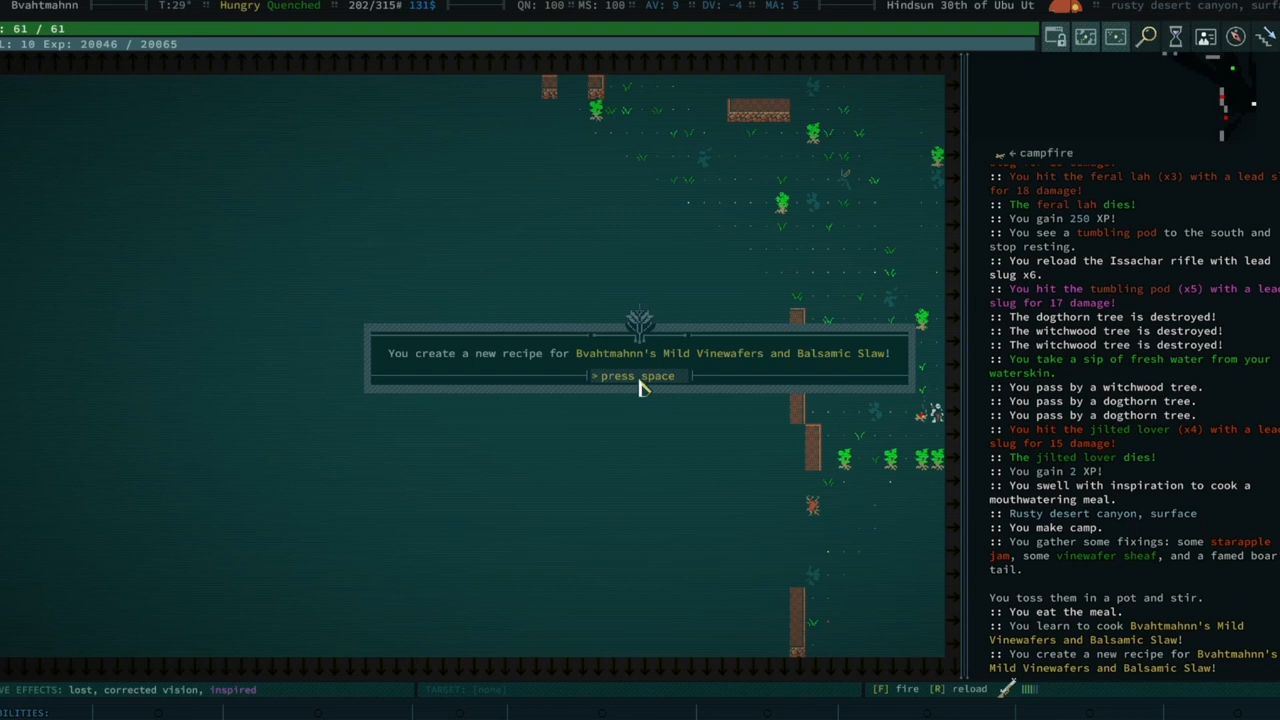 Bvahtmahn T:29° :: Hungry Quenched :: 202/315# 131$ QN: 100 :: MS: 100 :: AV: 9 :: DV: -4 :: MA: 5 Hindsun 30th of Ubu Ut :: rusty desert canyon, surf
: 61 / 61
L: 10 Exp: 20046 / 20065
← campfire
:: You hit the feral lah (x3) with a lead s
for 18 damage!
:: The feral lah dies!
:: You gain 250 XP!
:: You see a tumbling pod to the south and
stop resting.
:: You reload the Issachar rifle with lead
slug x6.
:: You hit the tumbling pod (x5) with a lea
slug for 17 damage!
:: The dogthorn tree is destroyed!
:: The witchwood tree is destroyed!
:: You take a sip of fresh water from your
waterskin.
:: You pass by a witchwood tree.
:: You pass by a dogthorn tree.
:: You pass by a dogthorn tree.
:: You hit the jilted lover (x4) with a lea
slug for 15 damage!
:: The jilted lover dies!
:: You gain 2 XP!
:: You swell with inspiration to cook a
mouthwatering meal.
:: Rusty desert canyon, surface
:: You make camp.
:: You gather some fixings: some starapple
jam, some vinewafer sheaf, and a famed boar
tail.
You toss them in a pot and stir.
:: You eat the meal.
:: You learn to cook Bvahtmahn's Mild
Vinewafers and Balsamic Slaw!
:: You create a new recipe for Bvahtmahn's
Mild Vinewafers and Balsamic Slaw!
You create a new recipe for Bvahtmahn's Mild Vinewafers and Balsamic Slaw!
> press space
VE EFFECTS: lost, corrected vision, inspired TARGET: [none] [F] fire [R] reload
BILITIES: